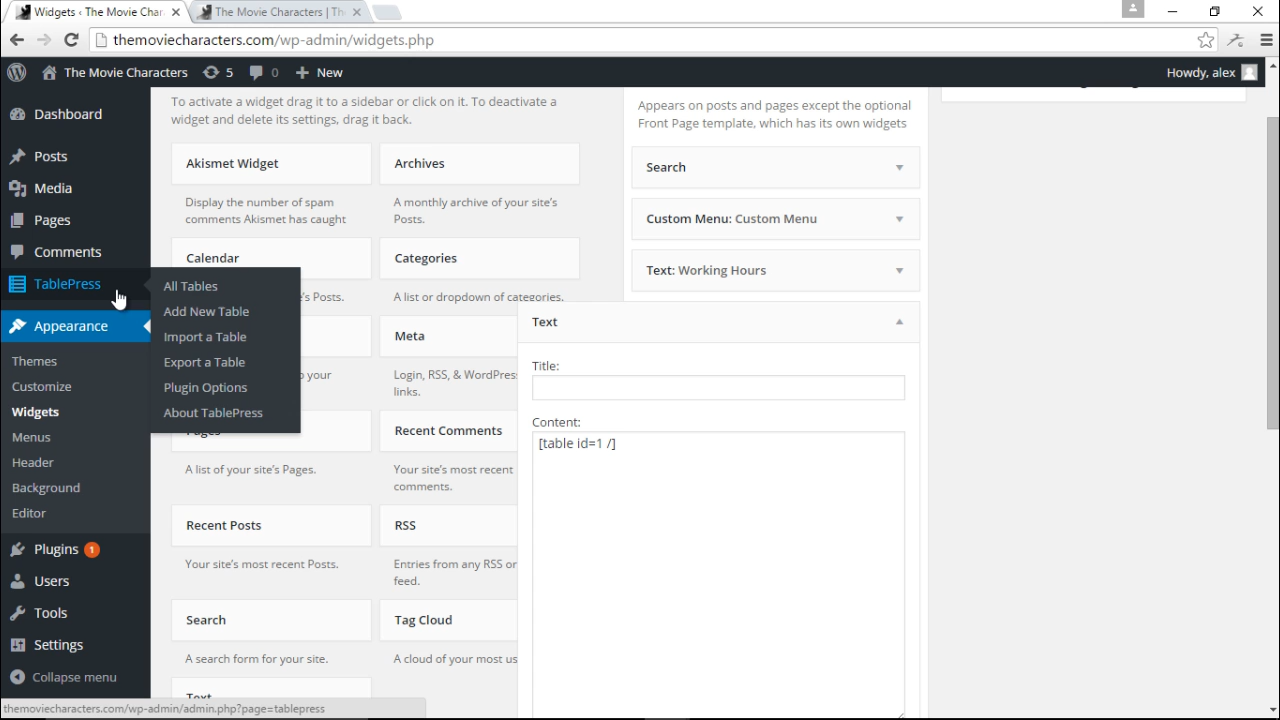 Widgets ‹ The Movie Char
The Movie Characters | Th
themoviecharacters.com/wp-admin/widgets.php
The Movie Characters
5
0
New
Howdy, alex
Dashboard
Posts
Media
Pages
Comments
TablePress
Appearance
Themes
Customize
Widgets
Menus
Header
Background
Editor
Plugins 1
Users
Tools
Settings
Collapse menu
All Tables
Add New Table
Import a Table
Export a Table
Plugin Options
About TablePress
To activate a widget drag it to a sidebar or click on it. To deactivate a
widget and delete its settings, drag it back.
Akismet Widget
Display the number of spam
comments Akismet has caught
Archives
A monthly archive of your site's
Posts.
Calendar
's Posts.
Categories
A list or dropdown of categories.
o your
Meta
Login, RSS, & WordPress
links.
Pages
A list of your site's Pages.
Recent Comments
Your site's most recent
comments.
Recent Posts
Your site's most recent Posts.
RSS
Entries from any RSS or
feed.
Search
A search form for your site.
Tag Cloud
A cloud of your most us
Text
Appears on posts and pages except the optional
Front Page template, which has its own widgets
Search
Custom Menu: Custom Menu
Text: Working Hours
Text
Title:
Content:
[table id=1 /]
themoviecharacters.com/wp-admin/admin.php?page=tablepress